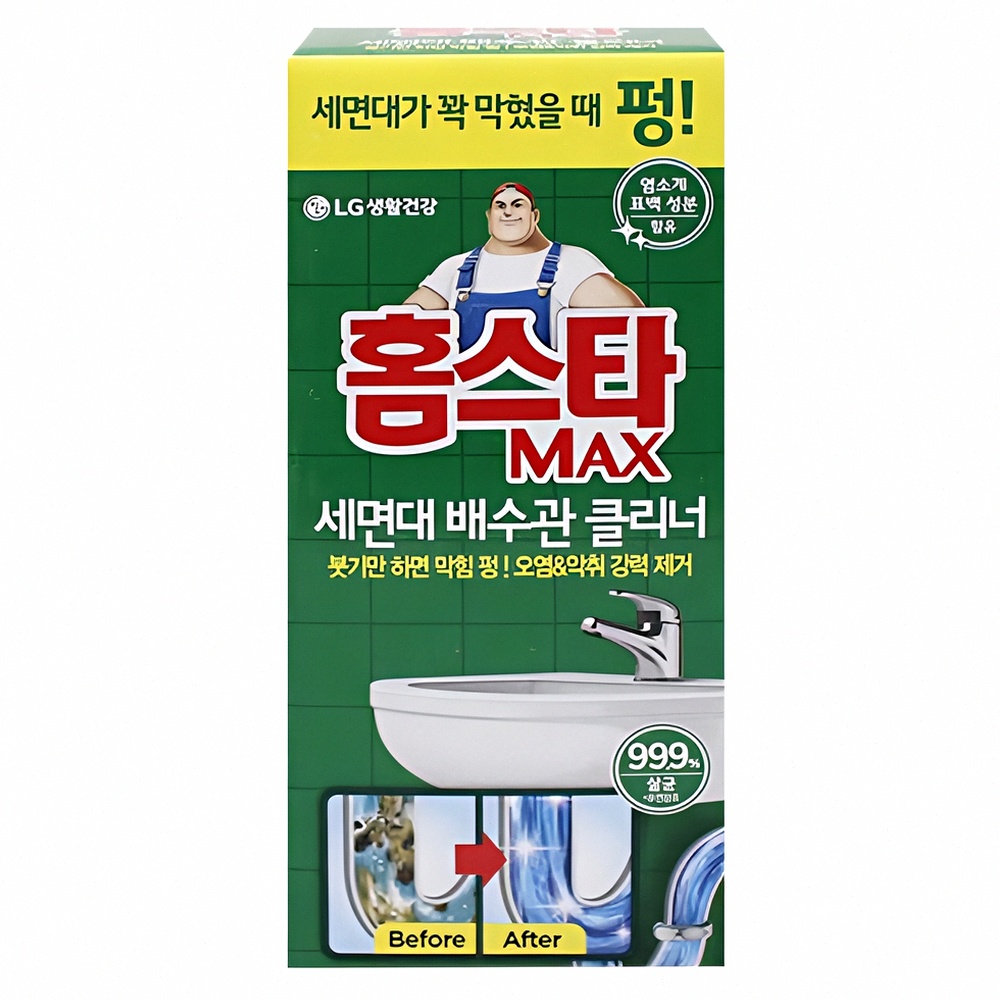 세면대가 꽉 막혔을 때 펑!
LG생활건강
염소계
표백 성분
함유
홈스타
MAX
세면대 배수관 클리너
붓기만 하면 막힘 펑! 오염&악취 강력 제거
99.9%
살균
Before
After